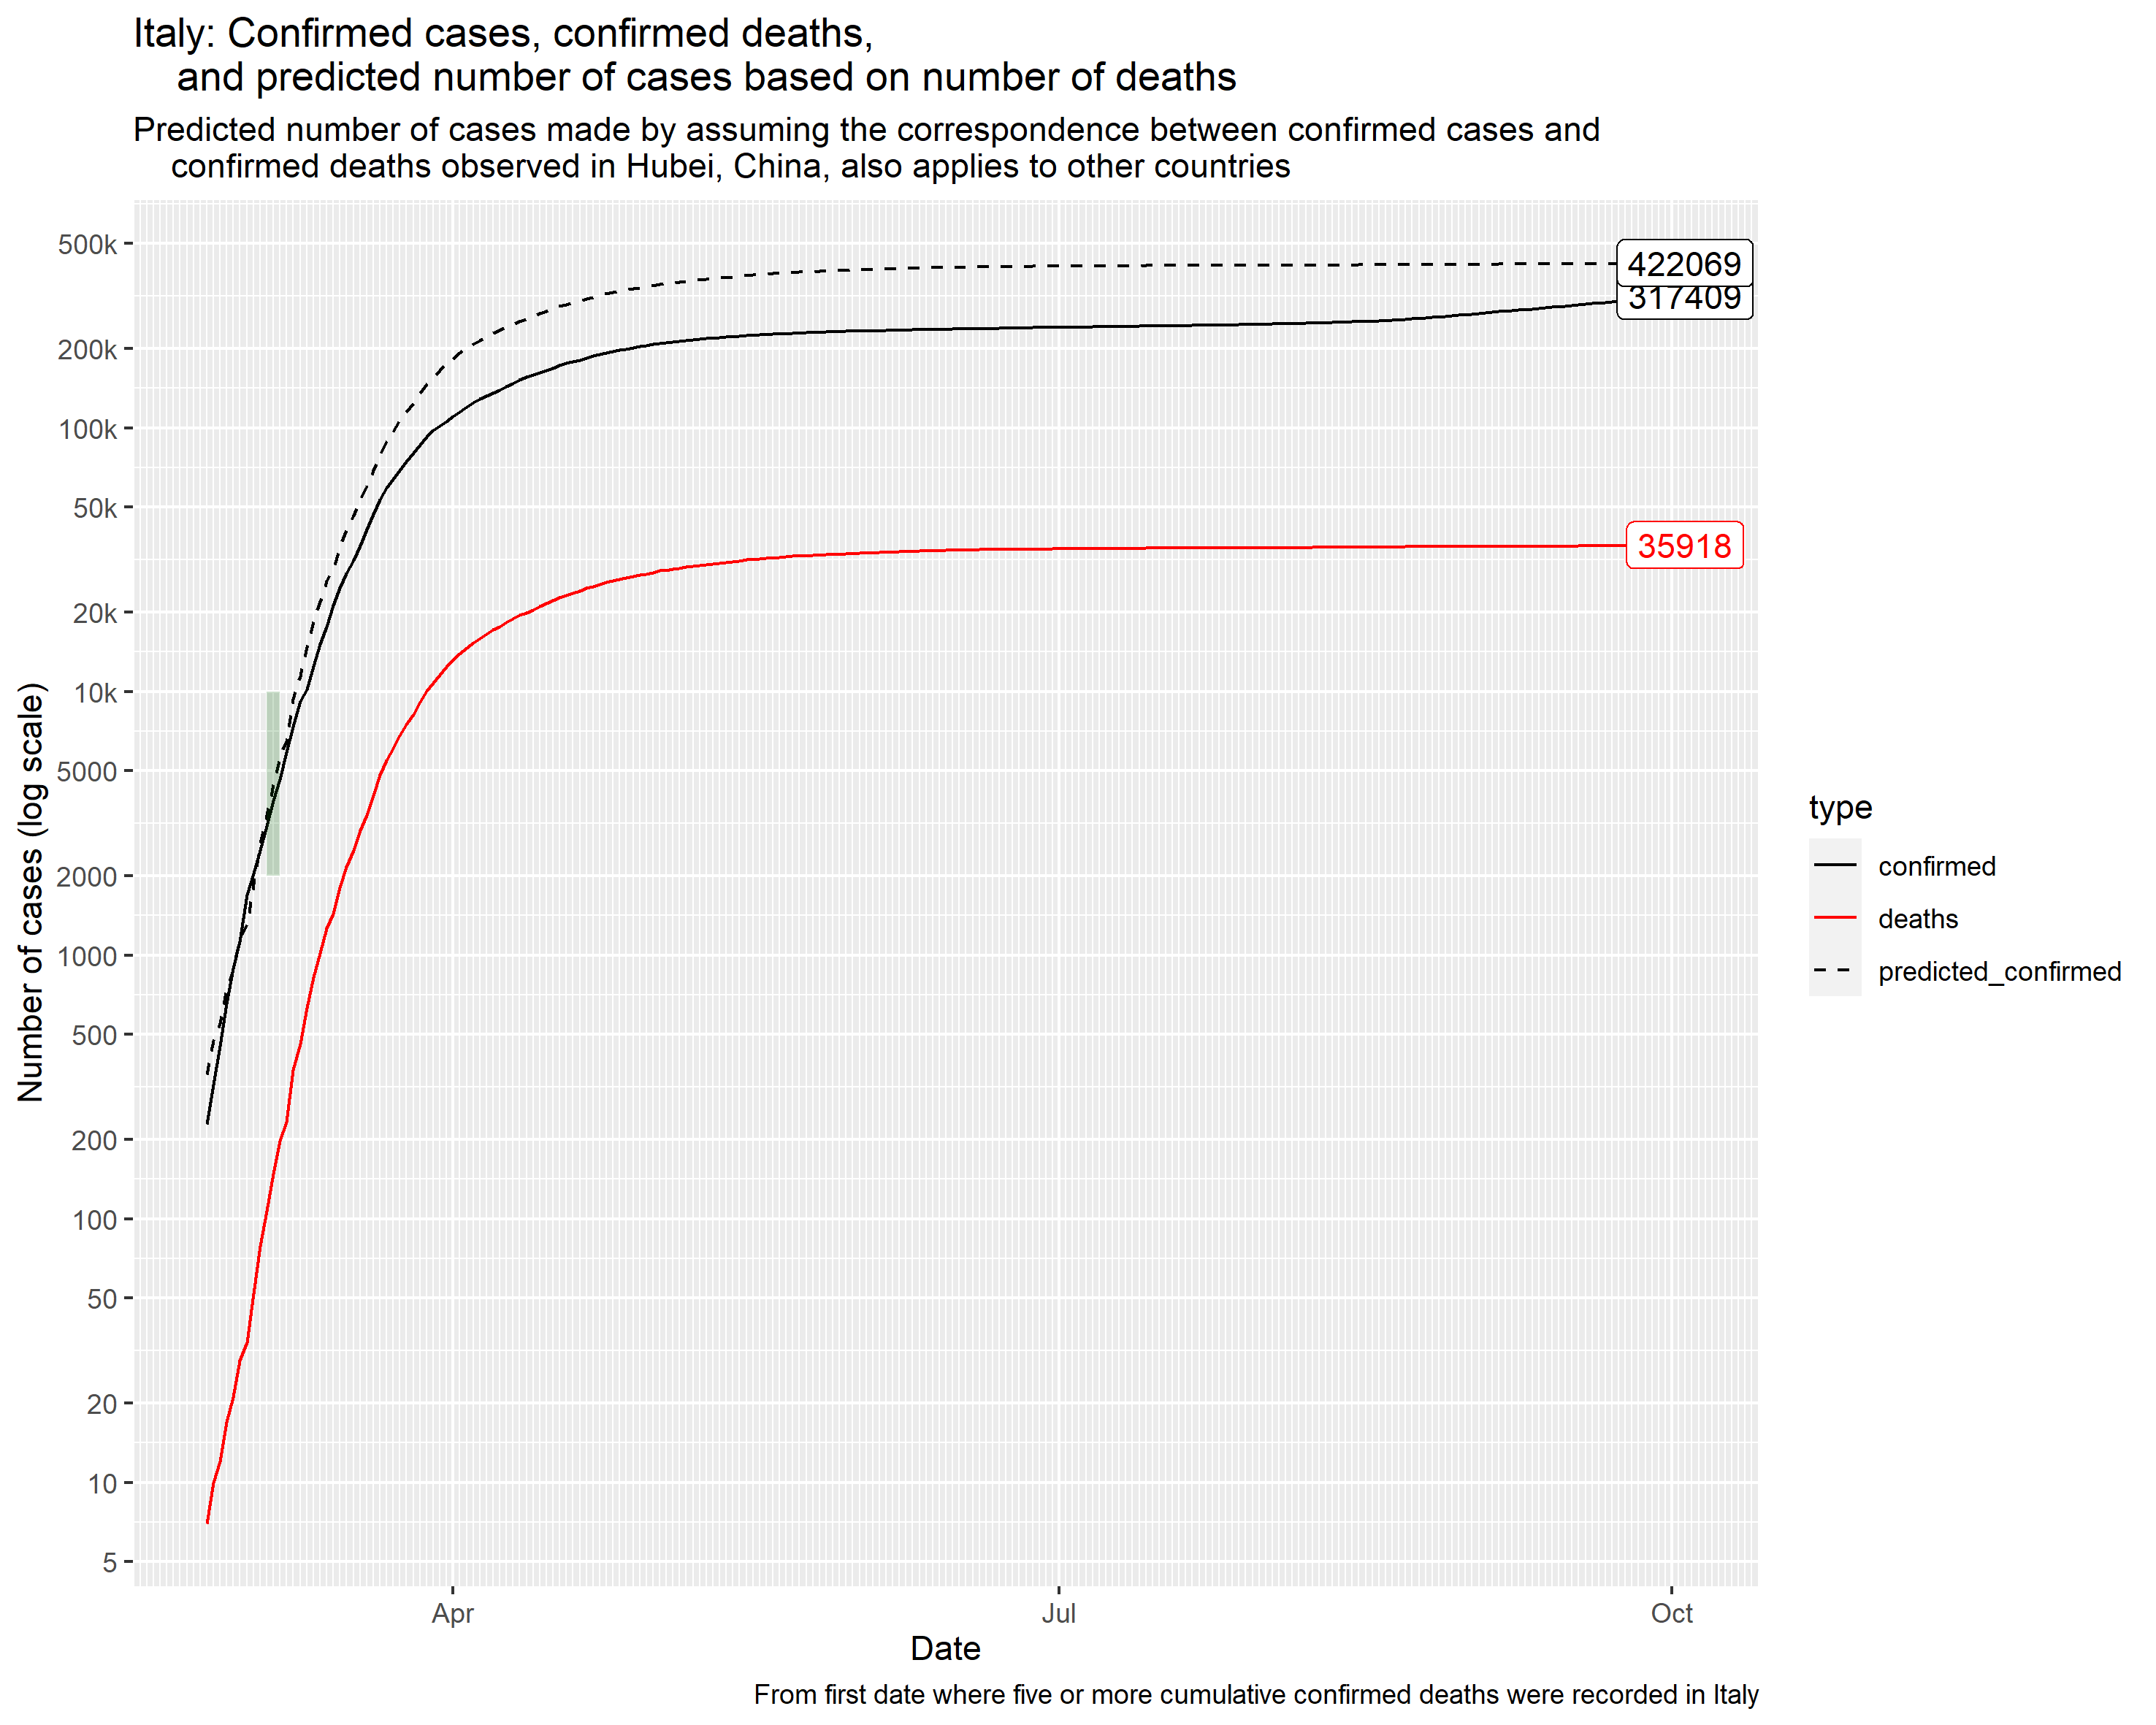 Italy: Confirmed cases, confirmed deaths,
and predicted number of cases based on number of deaths
Predicted number of cases made by assuming the correspondence between confirmed cases and
confirmed deaths observed in Hubei, China, also applies to other countries
Number of cases (log scale)
500k
200k
100k
50k
20k
10k
5000
2000
1000
500
200
100
50
20
10
5
422069
317409
35918
type
confirmed
deaths
predicted_confirmed
Apr
Jul
Oct
Date
From first date where five or more cumulative confirmed deaths were recorded in Italy